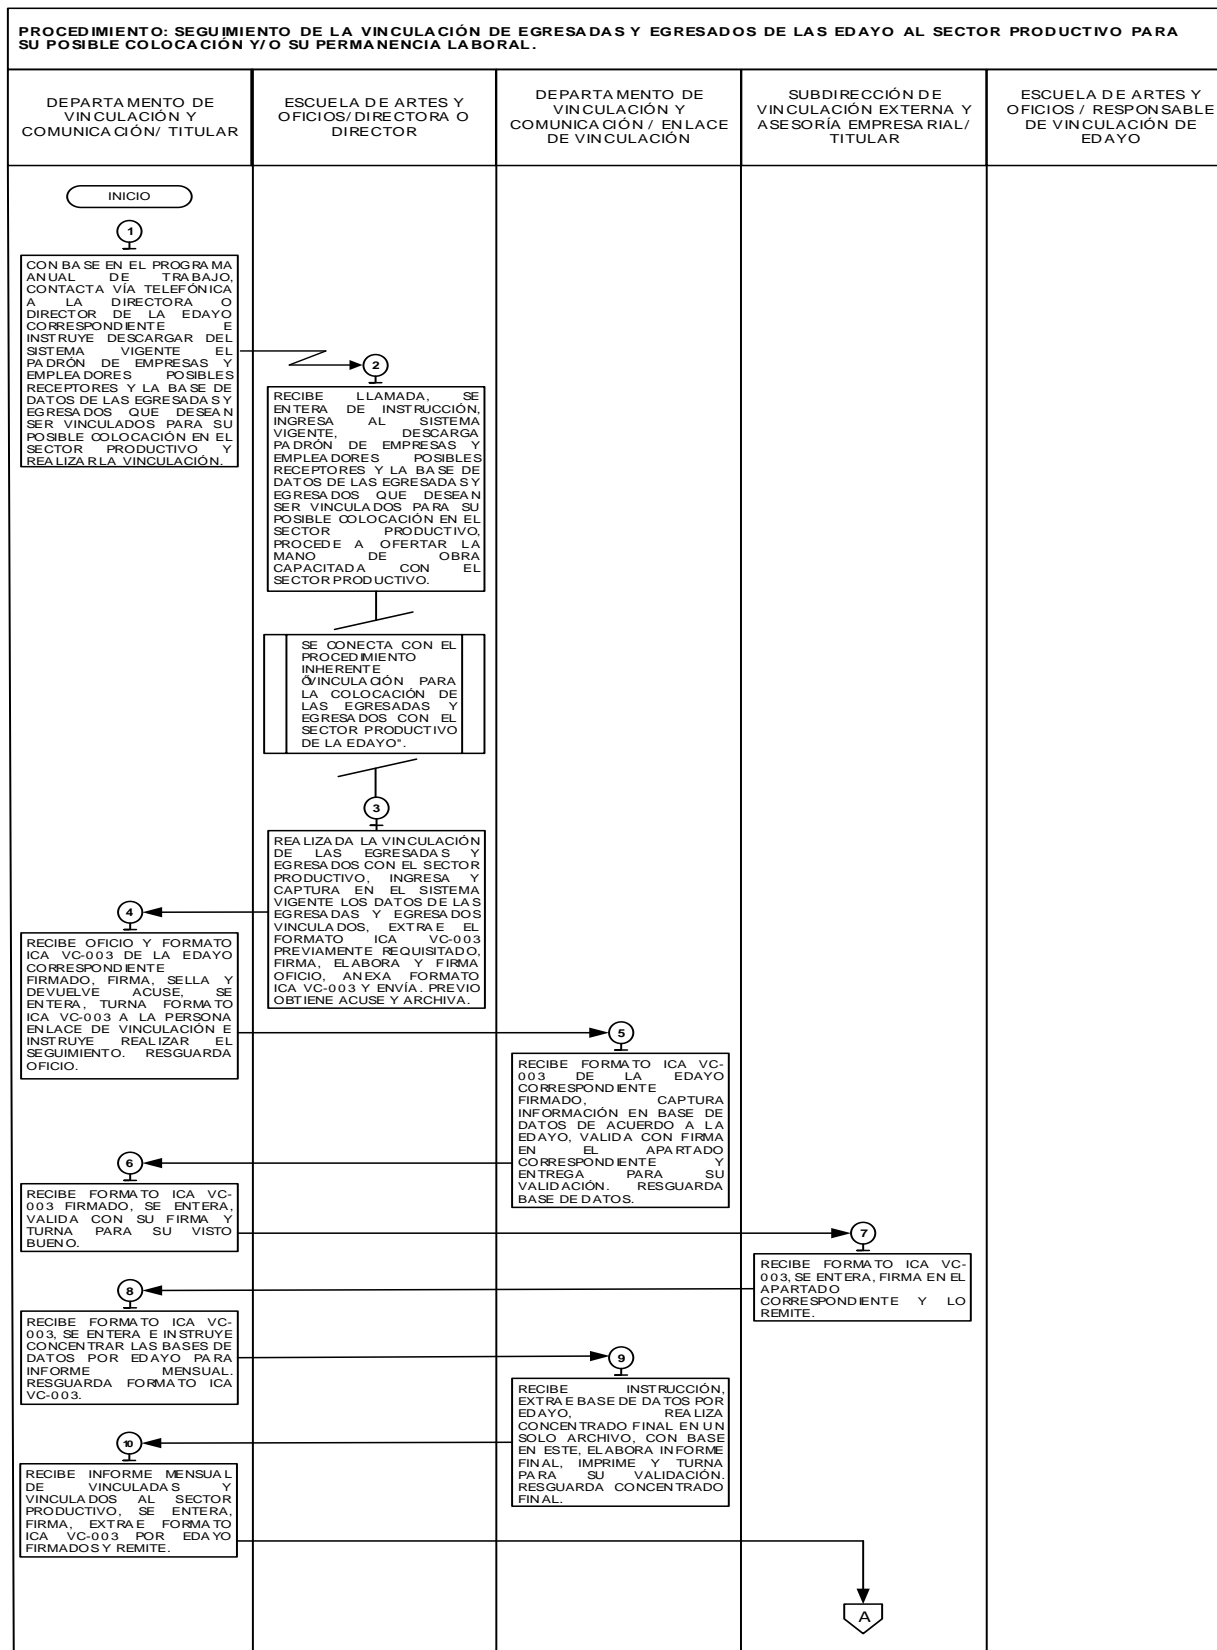 PROCEDIMIENTO: SEGUIMIENTO DE LA VINCULACIÓN DE EGRESADAS Y EGRESADOS DE LAS EDAYO AL SECTOR PRODUCTIVO PARA
SU POSIBLE COLOCACIÓN Y/O SU PERMANENCIA LABORAL.
DEPARTAMENTO DE
VINCULACIÓN Y
COMUNICACIÓN/ TITULAR
ESCUELA DE ARTES Y
OFICIOS/DIRECTORA O
DIRECTOR
DEPARTAMENTO DE
VINCULACIÓN Y
COMUNICACIÓN / ENLACE
DE VINCULACIÓN
SUBDIRECCIÓN DE
VINCULACIÓN EXTERNA Y
ASESORÍA EMPRESARIAL/
TITULAR
ESCUELA DE ARTES Y
OFICIOS / RESPONSABLE
DE VINCULACIÓN DE
EDAYO
INICIO
1
CON BASE EN EL PROGRAMA
ANUAL DE TRABAJO,
CONTACTA VÍA TELEFÓNICA
A LA DIRECTORA O
DIRECTOR DE LA EDAYO
CORRESPONDIENTE E
INSTRUYE DESCARGAR DEL
SISTEMA VIGENTE EL
PADRÓN DE EMPRESAS Y
EMPLEADORES POSIBLES
RECEPTORES Y LA BASE DE
DATOS DE LAS EGRESADAS Y
EGRESADOS QUE DESEAN
SER VINCULADOS PARA SU
POSIBLE COLOCACIÓN EN EL
SECTOR PRODUCTIVO Y
REALIZAR LA VINCULACIÓN.
2
RECIBE LLAMADA, SE
ENTERA DE INSTRUCCIÓN,
INGRESA AL SISTEMA
VIGENTE, DESCARGA
PADRÓN DE EMPRESAS Y
EMPLEADORES POSIBLES
RECEPTORES Y LA BASE DE
DATOS DE LAS EGRESADAS Y
EGRESADOS QUE DESEAN
SER VINCULADOS PARA SU
POSIBLE COLOCACIÓN EN EL
SECTOR PRODUCTIVO,
PROCEDE A OFERTAR LA
MANO DE OBRA
CAPACITADA CON EL
SECTOR PRODUCTIVO.
SE CONECTA CON EL
PROCEDIMIENTO
INHERENTE
"VINCULACIÓN PARA
LA COLOCACIÓN DE
LAS EGRESADAS Y
EGRESADOS CON EL
SECTOR PRODUCTIVO
DE LA EDAYO".
3
REALIZADA LA VINCULACIÓN
DE LAS EGRESADAS Y
EGRESADOS CON EL SECTOR
PRODUCTIVO, INGRESA Y
CAPTURA EN EL SISTEMA
VIGENTE LOS DATOS DE LAS
EGRESADAS Y EGRESADOS
VINCULADOS, EXTRAE EL
FORMATO ICA VC-003
PREVIAMENTE REQUISITADO,
FIRMA, ELABORA Y FIRMA
OFICIO, ANEXA FORMATO
ICA VC-003 Y ENVÍA. PREVIO
OBTIENE ACUSE Y ARCHIVA.
4
RECIBE OFICIO Y FORMATO
ICA VC-003 DE LA EDAYO
CORRESPONDIENTE
FIRMADO, FIRMA, SELLA Y
DEVUELVE ACUSE, SE
ENTERA, TURNA FORMATO
ICA VC-003 A LA PERSONA
ENLACE DE VINCULACIÓN E
INSTRUYE REALIZAR EL
SEGUIMIENTO. RESGUARDA
OFICIO.
5
RECIBE FORMATO ICA VC-
003 DE LA EDAYO
CORRESPONDIENTE
FIRMADO, CAPTURA
INFORMACIÓN EN BASE DE
DATOS DE ACUERDO A LA
EDAYO, VALIDA CON FIRMA
EN EL APARTADO
CORRESPONDIENTE Y
ENTREGA PARA SU
VALIDACIÓN. RESGUARDA
BASE DE DATOS.
6
RECIBE FORMATO ICA VC-
003 FIRMADO, SE ENTERA,
VALIDA CON SU FIRMA Y
TURNA PARA SU VISTO
BUENO.
7
RECIBE FORMATO ICA VC-
003, SE ENTERA, FIRMA EN EL
APARTADO
CORRESPONDIENTE Y LO
REMITE.
8
RECIBE FORMATO ICA VC-
003, SE ENTERA E INSTRUYE
CONCENTRAR LAS BASES DE
DATOS POR EDAYO PARA
INFORME MENSUAL.
RESGUARDA FORMATO ICA
VC-003.
9
RECIBE INSTRUCCIÓN,
EXTRAE BASE DE DATOS POR
EDAYO, REALIZA
CONCENTRADO FINAL EN UN
SOLO ARCHIVO, CON BASE
EN ESTE, ELABORA INFORME
FINAL, IMPRIME Y TURNA
PARA SU VALIDACIÓN.
RESGUARDA CONCENTRADO
FINAL.
10
RECIBE INFORME MENSUAL
DE VINCULADAS Y
VINCULADOS AL SECTOR
PRODUCTIVO, SE ENTERA,
FIRMA, EXTRAE FORMATO
ICA VC-003 POR EDAYO
FIRMADOS Y REMITE.
A